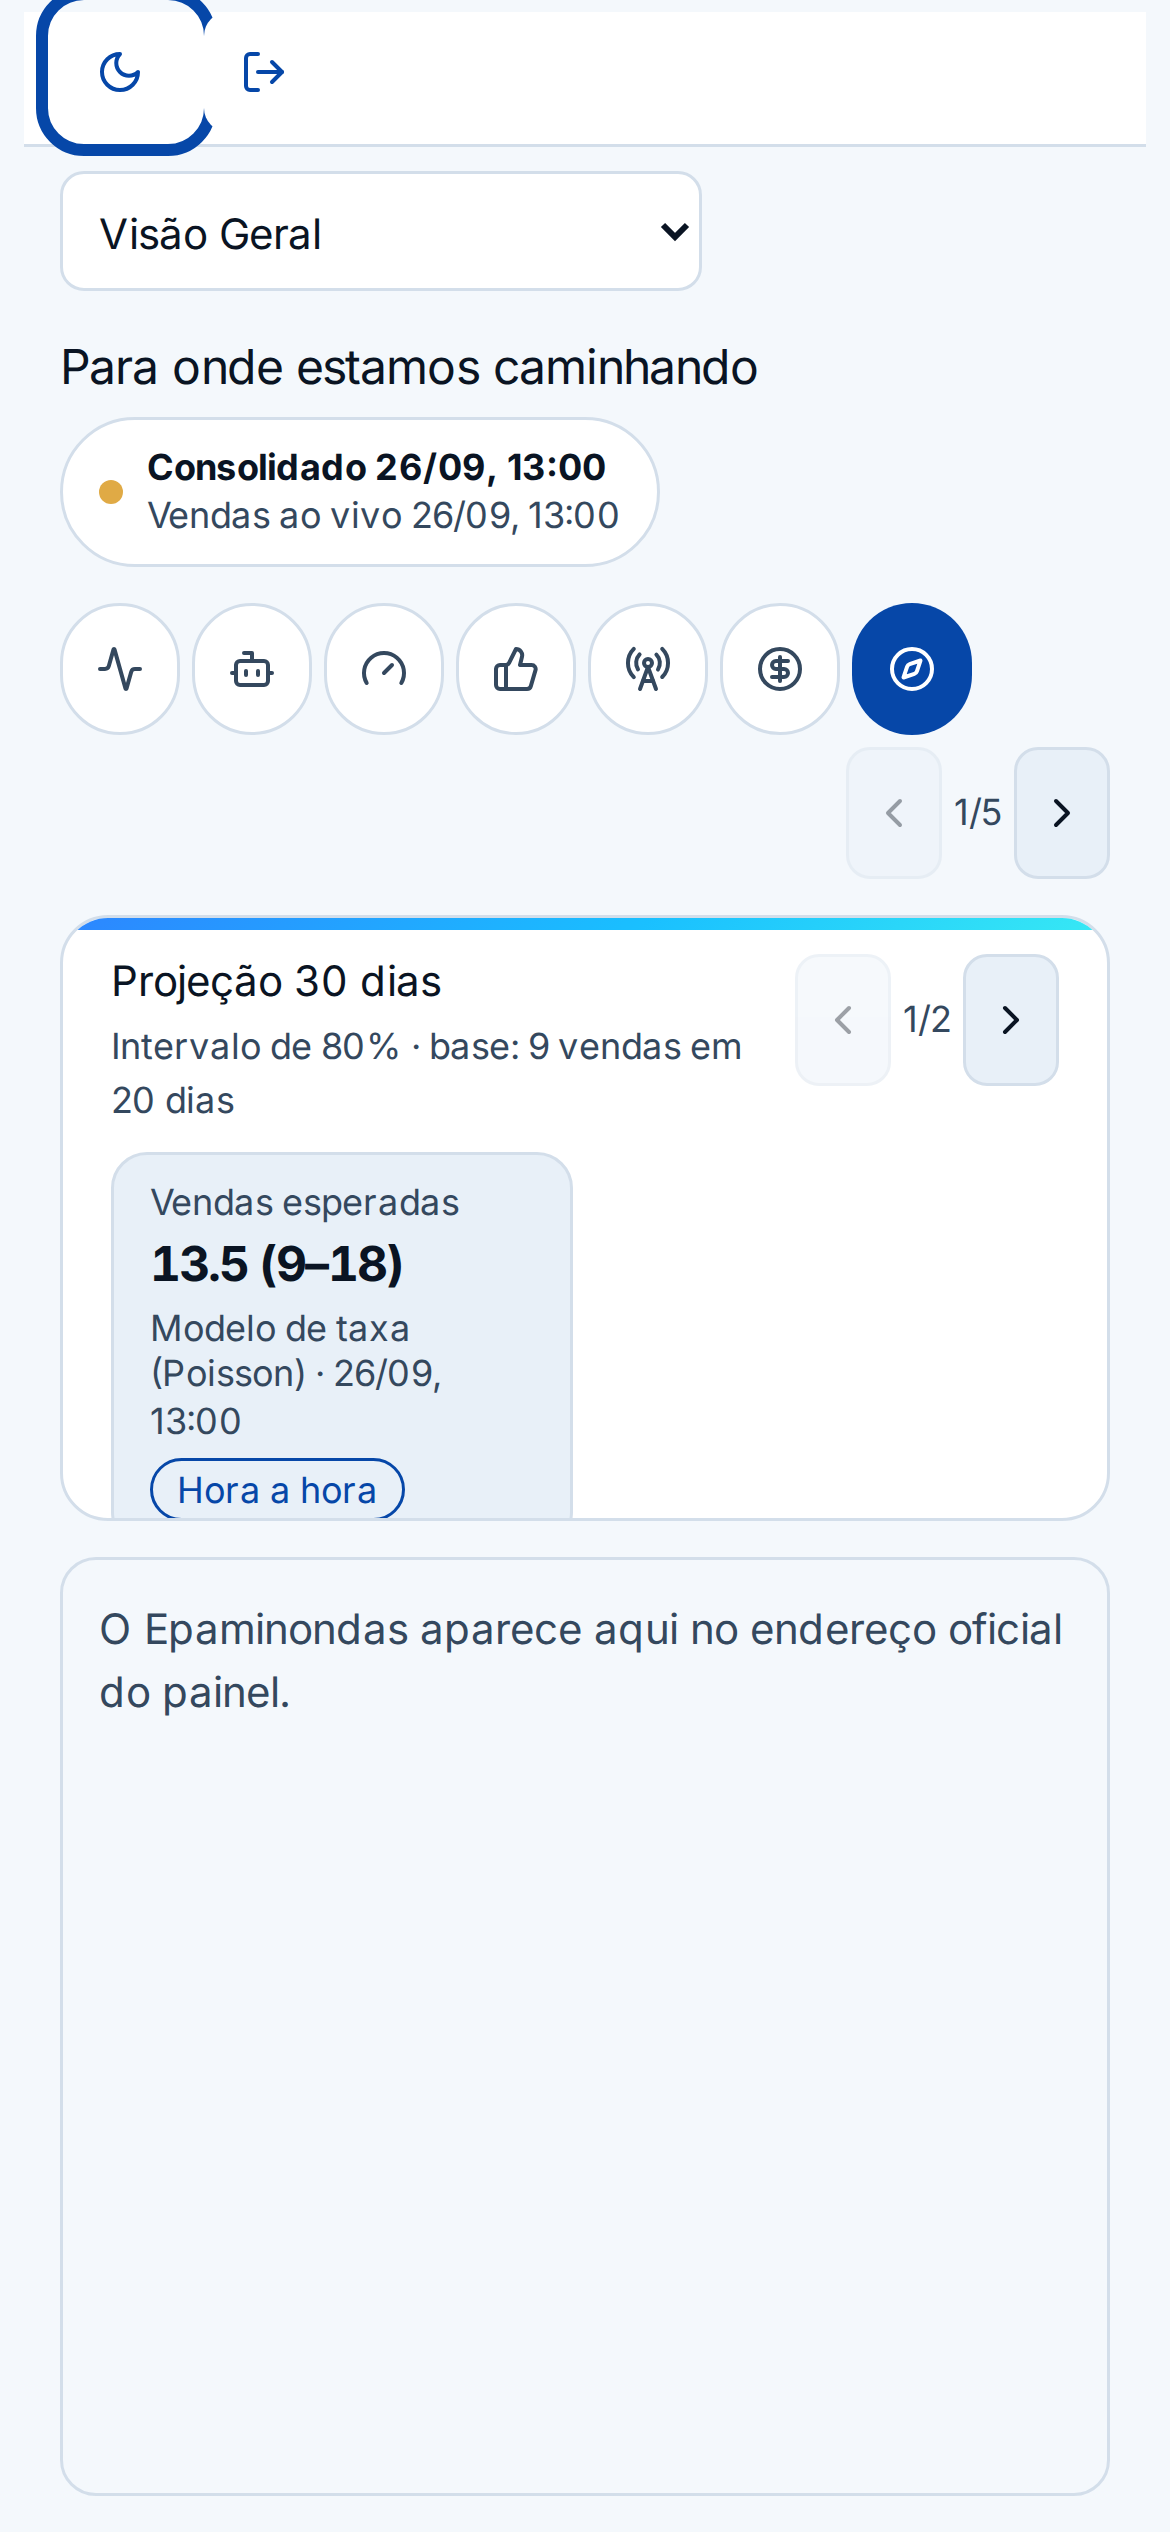 Visão Geral
Para onde estamos caminhando
Consolidado 26/09, 13:00
Vendas ao vivo 26/09, 13:00
1/5
Projeção 30 dias
1/2
Intervalo de 80% · base: 9 vendas em
20 dias
Vendas esperadas
13.5 (9–18)
Modelo de taxa
(Poisson) · 26/09,
13:00
Hora a hora
O Epaminondas aparece aqui no endereço oficial
do painel.